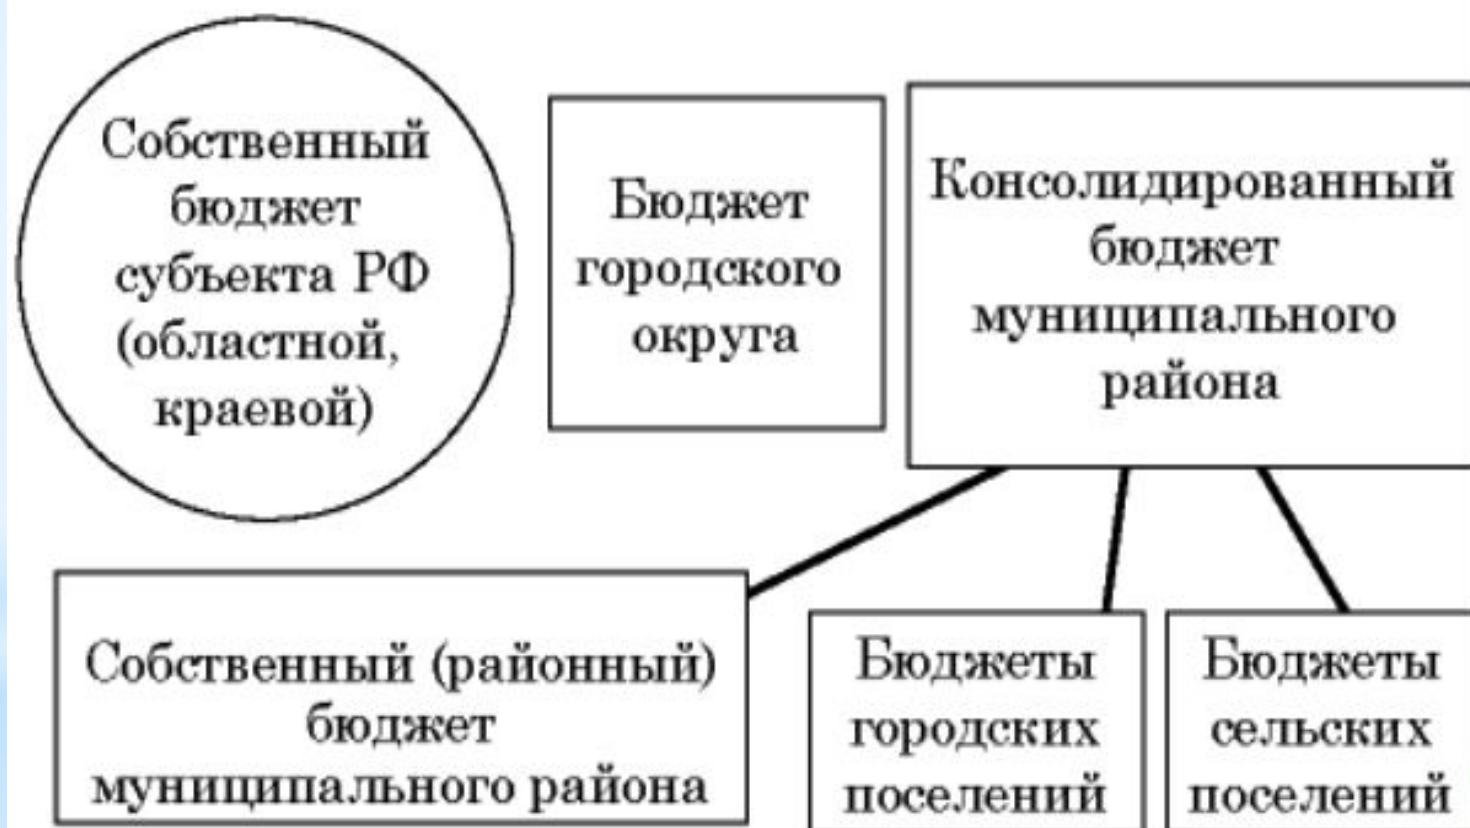 Собственный
бюджет
субъекта РФ
(областной,
краевой)
Бюджет
городского
округа
Консолидированный
бюджет
муниципального
района
Собственный (районный)
бюджет
муниципального района
Бюджеты
городских
поселений
Бюджеты
сельских
поселений